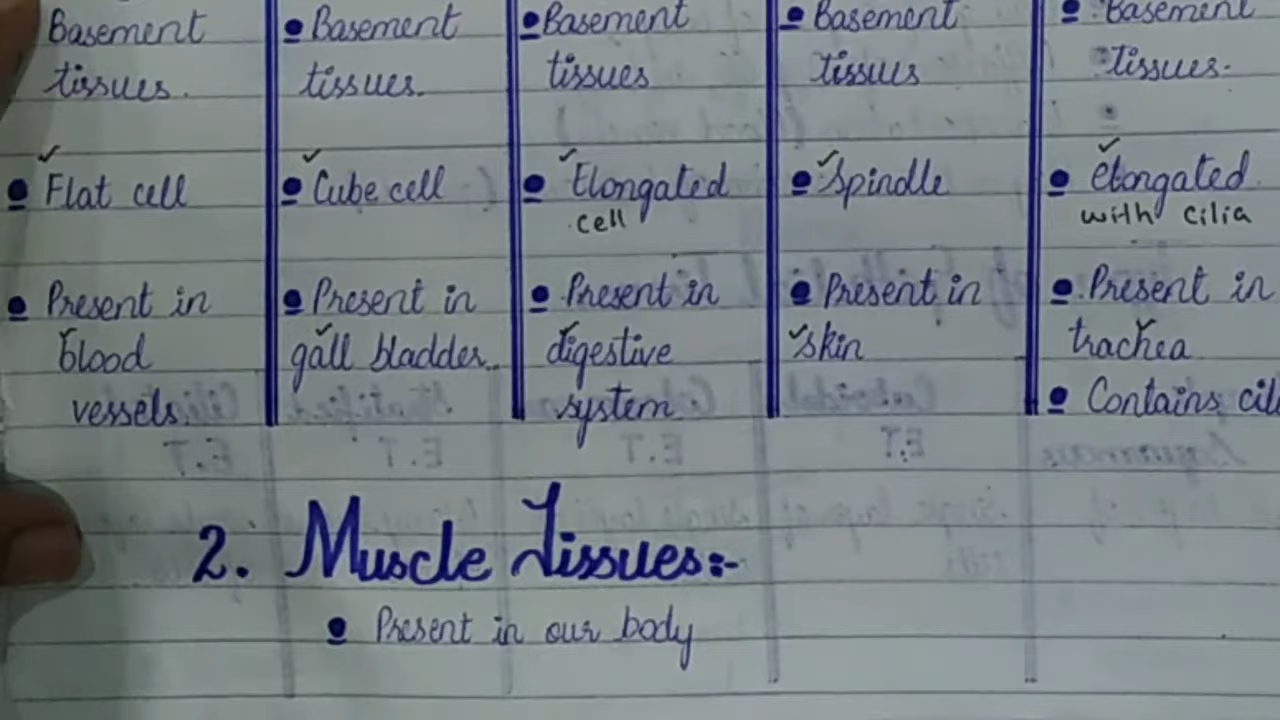 Basement
tissues.
Flat cell
Present in
blood
vessels.
Basement
tissues.
Cube cell
Present in
gall bladder..
Basement
tissues
Elongated
cell
Present in
digestive
system
Basement
tissues
Spindle
Present in
skin
Basement
tissues.
elongated.
with cilia
Present in
trachea
Contains cil
2. Muscle Tissues:-
Present in our body